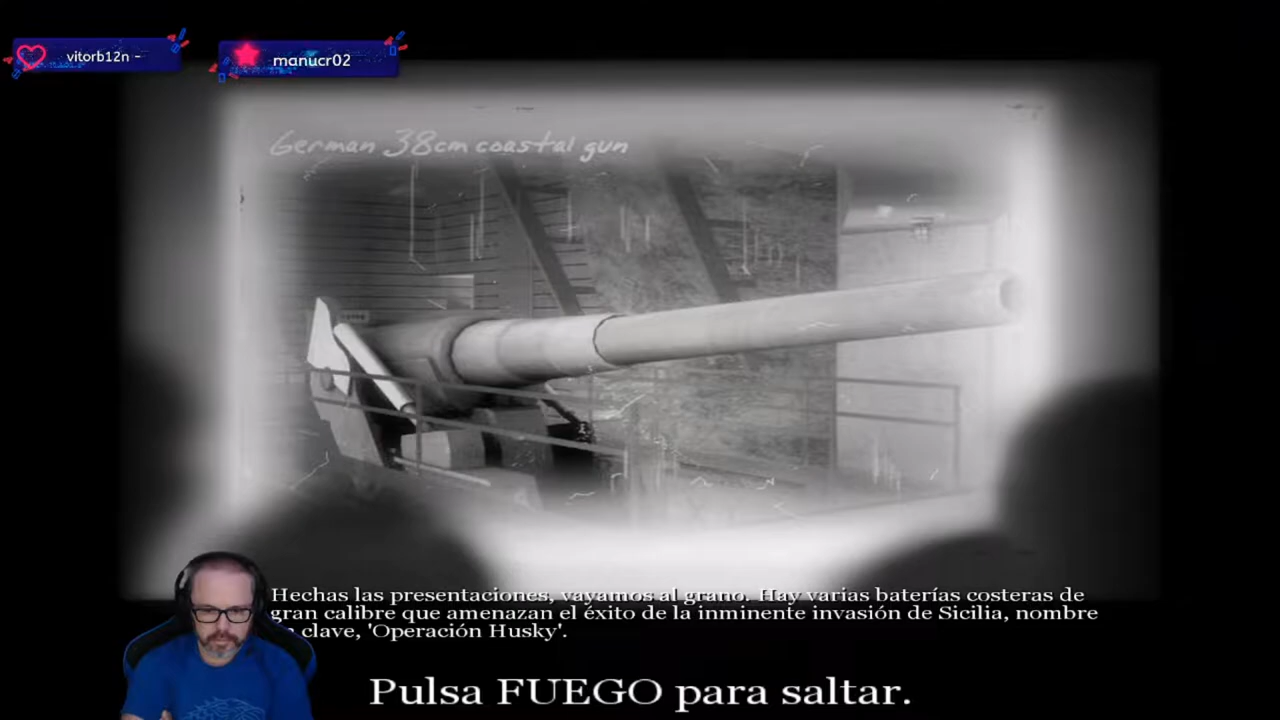 vitorb12n -
manucr02
German 38cm coastal gun
Hechas las presentaciones, vayamos al grano. Hay varias baterías costeras de
gran calibre que amenazan el éxito de la inminente invasión de Sicilia, nombre
clave, 'Operación Husky'.
Pulsa FUEGO para saltar.